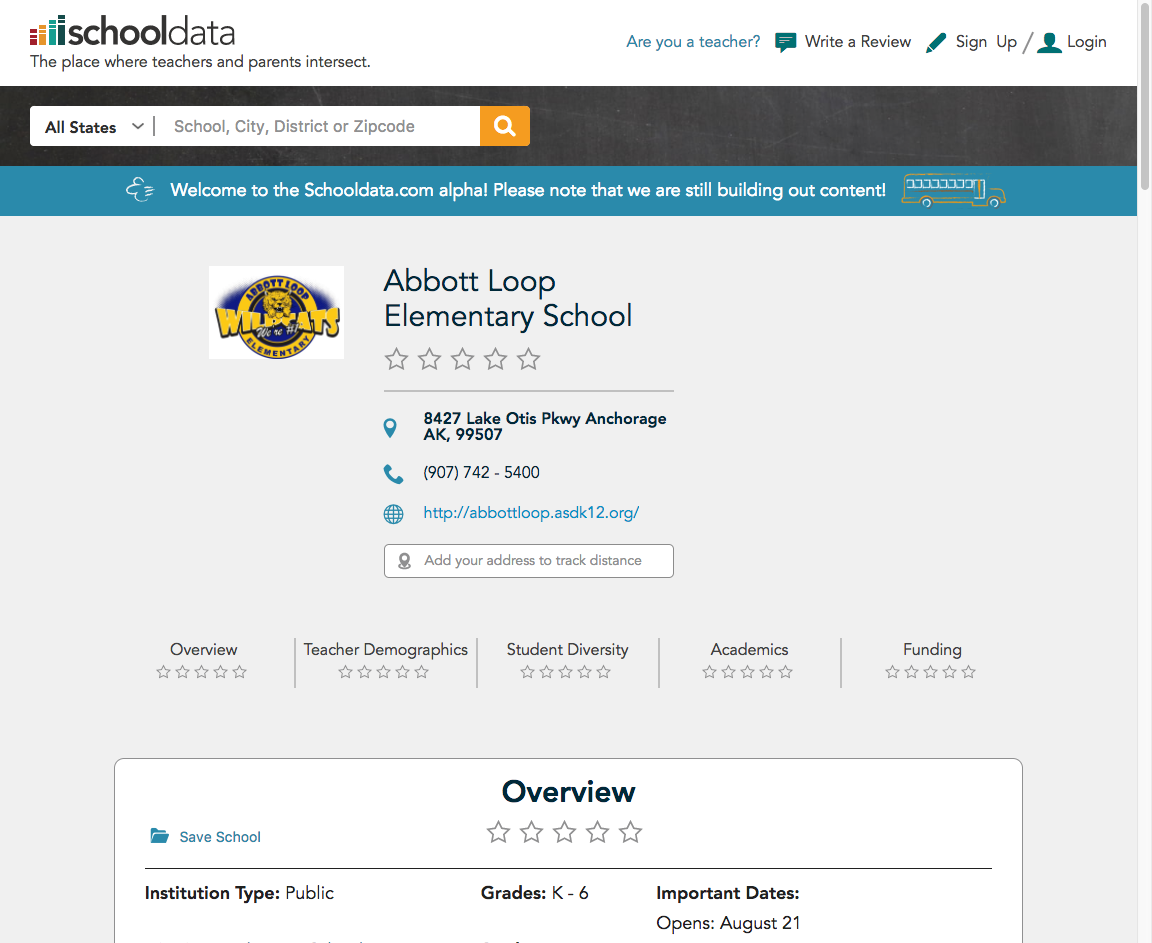 schooldata
The place where teachers and parents intersect.
Are you a teacher? Write a Review Sign Up / Login
All States School, City, District or Zipcode
Welcome to the Schooldata.com alpha! Please note that we are still building out content!
ABBOTT LOOP
WILDCATS
We're #1
ELEMENTARY
Abbott Loop
Elementary School
8427 Lake Otis Pkwy Anchorage
AK, 99507
(907) 742 - 5400
http://abbottloop.asdk12.org/
Add your address to track distance
Overview Teacher Demographics Student Diversity Academics Funding
Overview
Save School
Institution Type: Public Grades: K - 6 Important Dates:
Opens: August 21